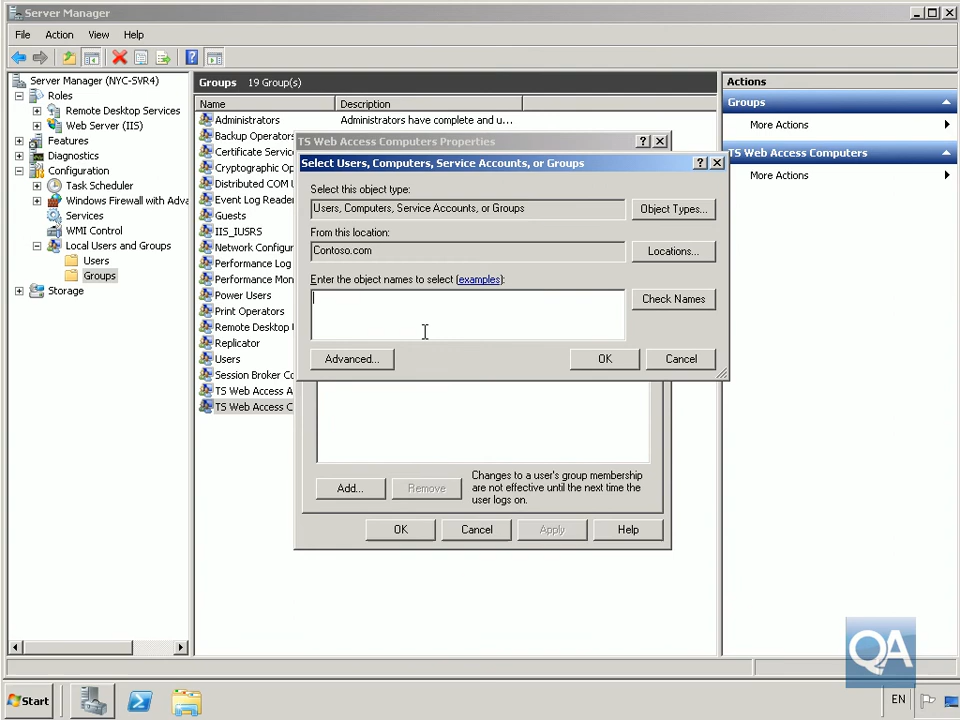 Server Manager
File Action View Help
Server Manager (NYC-SVR4)
Roles
Remote Desktop Services
Web Server (IIS)
Features
Diagnostics
Configuration
Task Scheduler
Windows Firewall with Adva
Services
WMI Control
Local Users and Groups
Users
Groups
Storage
Groups 19 Group(s)
Name Description
Administrators Administrators have complete and u...
Backup Operators
Certificate Servic
Cryptographic Op
Distributed COM U
Event Log Reader
Guests
IIS_IUSRS
Network Configur
Performance Log
Performance Mon
Power Users
Print Operators
Remote Desktop U
Replicator
Users
Session Broker Co
TS Web Access A
TS Web Access C
TS Web Access Computers Properties
Select Users, Computers, Service Accounts, or Groups
Select this object type:
Users, Computers, Service Accounts, or Groups
Object Types...
From this location:
Contoso.com
Locations...
Enter the object names to select (examples):
Check Names
Advanced...
OK
Cancel
Add...
Remove
Changes to a user's group membership
are not effective until the next time the
user logs on.
OK
Cancel
Apply
Help
Actions
Groups
More Actions
TS Web Access Computers
More Actions
QA
Start
EN